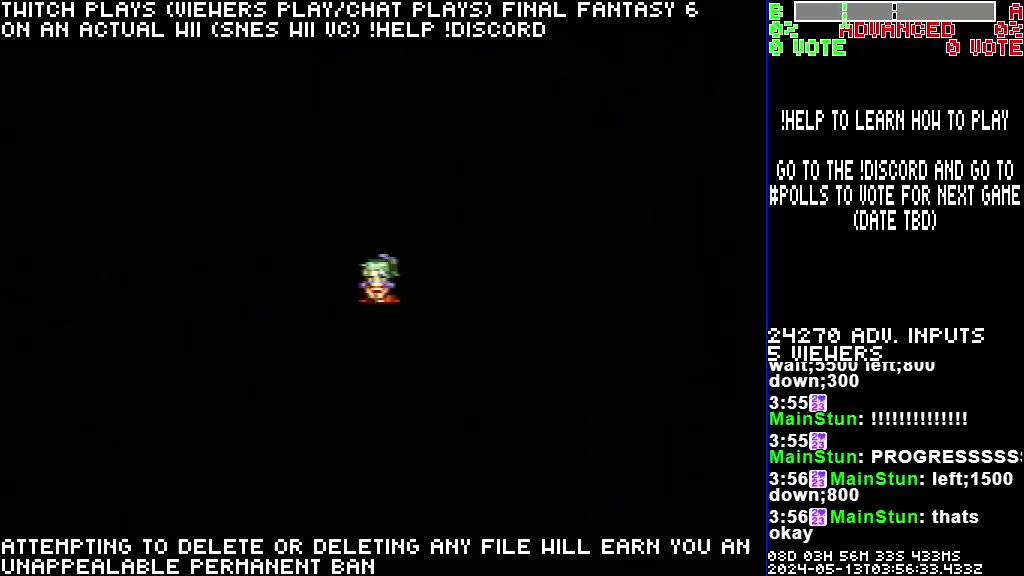 TWITCH PLAYS (VIEWERS PLAY/CHAT PLAYS) FINAL FANTASY 6
ON AN ACTUAL WII (SNES WII VC) !HELP !DISCORD
B A
0% ADVANCED 0%
0 VOTE 0 VOTE
!HELP TO LEARN HOW TO PLAY
GO TO THE !DISCORD AND GO TO
#POLLS TO VOTE FOR NEXT GAME
(DATE TBD)
24270 ADV. INPUTS
5 VIEWERS
wait;5500 left;800
down;300
3:55
MainStun: !!!!!!!!!!!!!!
3:55
MainStun: PROGRESSSSS
3:56 MainStun: left;1500
down;800
3:56 MainStun: thats
okay
08D 03H 56M 33S 433MS
2024-05-13T03:56:33.433Z
ATTEMPTING TO DELETE OR DELETING ANY FILE WILL EARN YOU AN
UNAPPEALABLE PERMANENT BAN